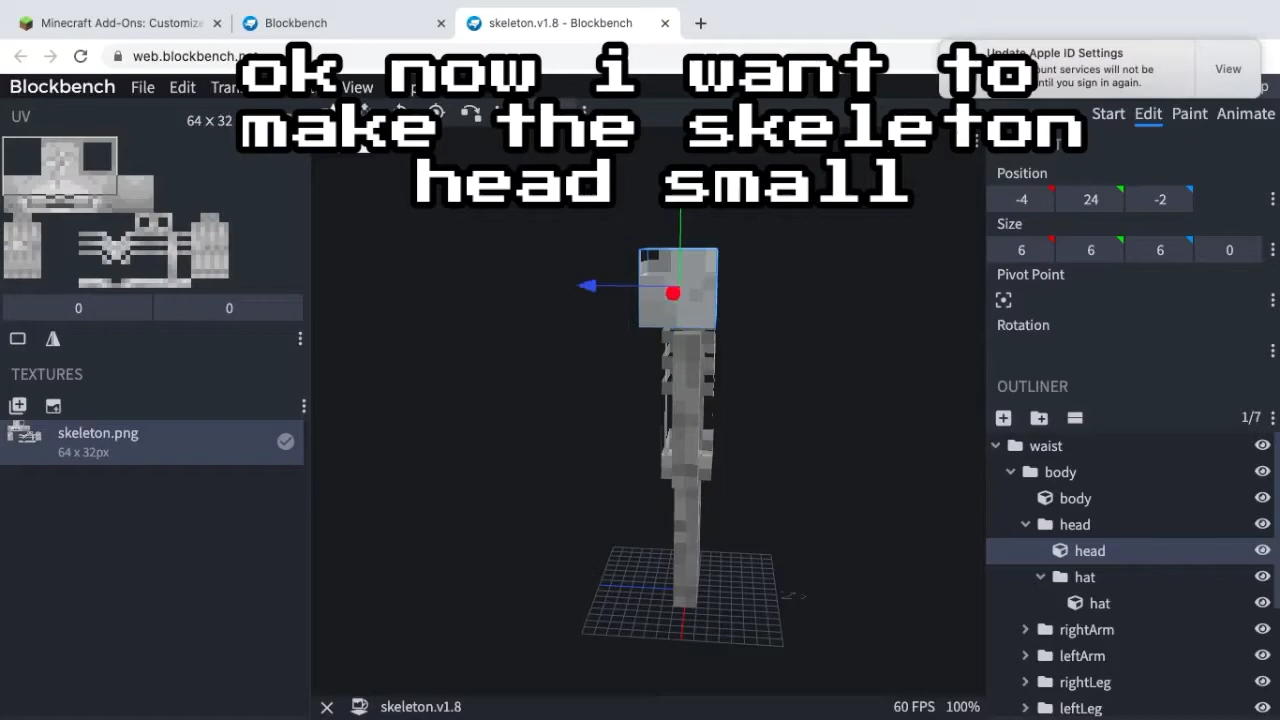 Minecraft Add-Ons: Customize
Blockbench
skeleton.v1.8 - Blockbench
web.blockbench.n
Update Apple ID Settings
ount services will not be
until you sign in again.
View
ok now i want to
make the skeleton
head small
Blockbench
File
Edit
View
UV
64 x 32
Start
Edit
Paint
Animate
Position
-4
24
-2
Size
6
6
6
0
Pivot Point
Rotation
0
0
TEXTURES
skeleton.png
64 x 32px
OUTLINER
1/7
waist
body
body
head
head
hat
hat
rightArm
leftArm
rightLeg
leftLeg
skeleton.v1.8
60 FPS
100%